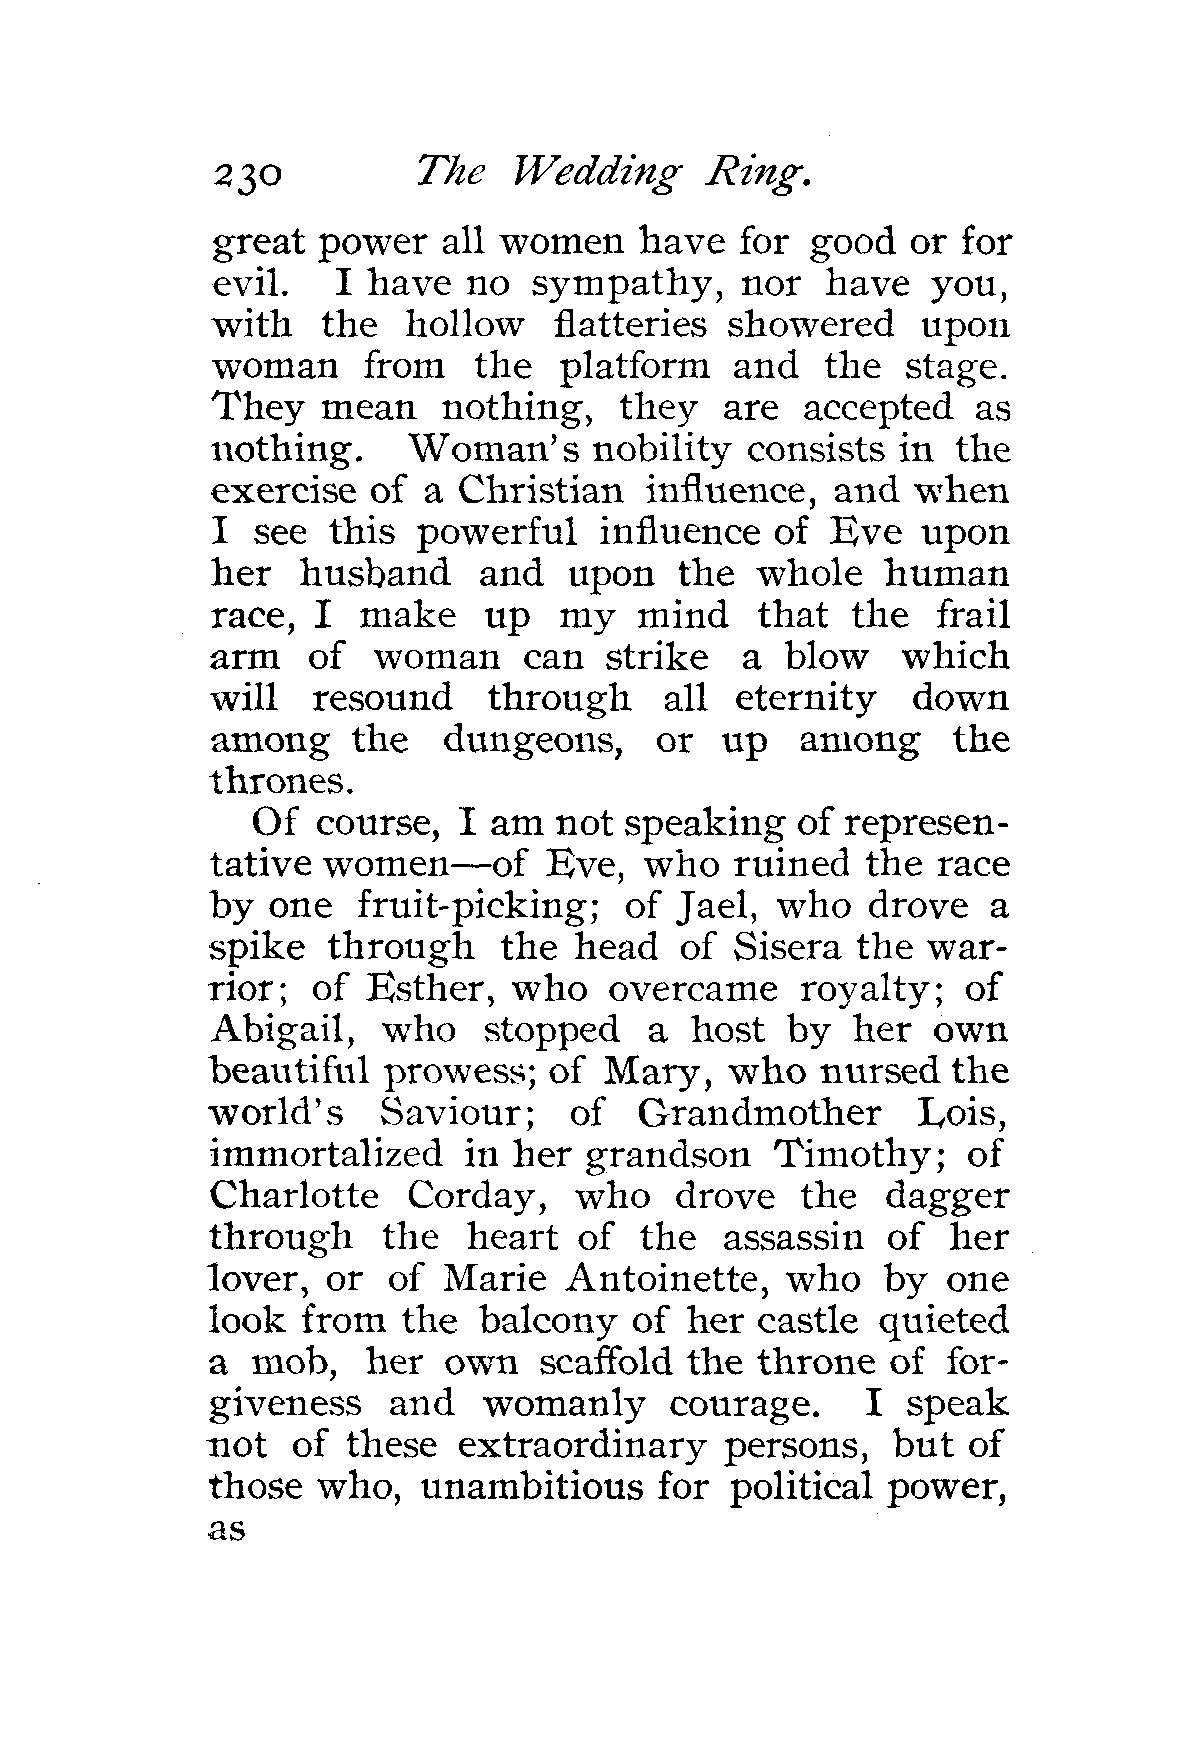 230 The Wedding Ring.
great power all women have for good or for
evil. I have no sympathy, nor have you,
with the hollow flatteries showered upon
woman from the platform and the stage.
They mean nothing, they are accepted as
nothing. Woman's nobility consists in the
exercise of a Christian influence, and when
I see this powerful influence of Eve upon
her husband and upon the whole human
race, I make up my mind that the frail
arm of woman can strike a blow which
will resound through all eternity down
among the dungeons, or up among the
thrones.
Of course, I am not speaking of represen-
tative women—of Eve, who ruined the race
by one fruit-picking; of Jael, who drove a
spike through the head of Sisera the war-
rior; of Esther, who overcame royalty; of
Abigail, who stopped a host by her own
beautiful prowess; of Mary, who nursed the
world's Saviour; of Grandmother Lois,
immortalized in her grandson Timothy; of
Charlotte Corday, who drove the dagger
through the heart of the assassin of her
lover, or of Marie Antoinette, who by one
look from the balcony of her castle quieted
a mob, her own scaffold the throne of for-
giveness and womanly courage. I speak
not of these extraordinary persons, but of
those who, unambitious for political power,
as